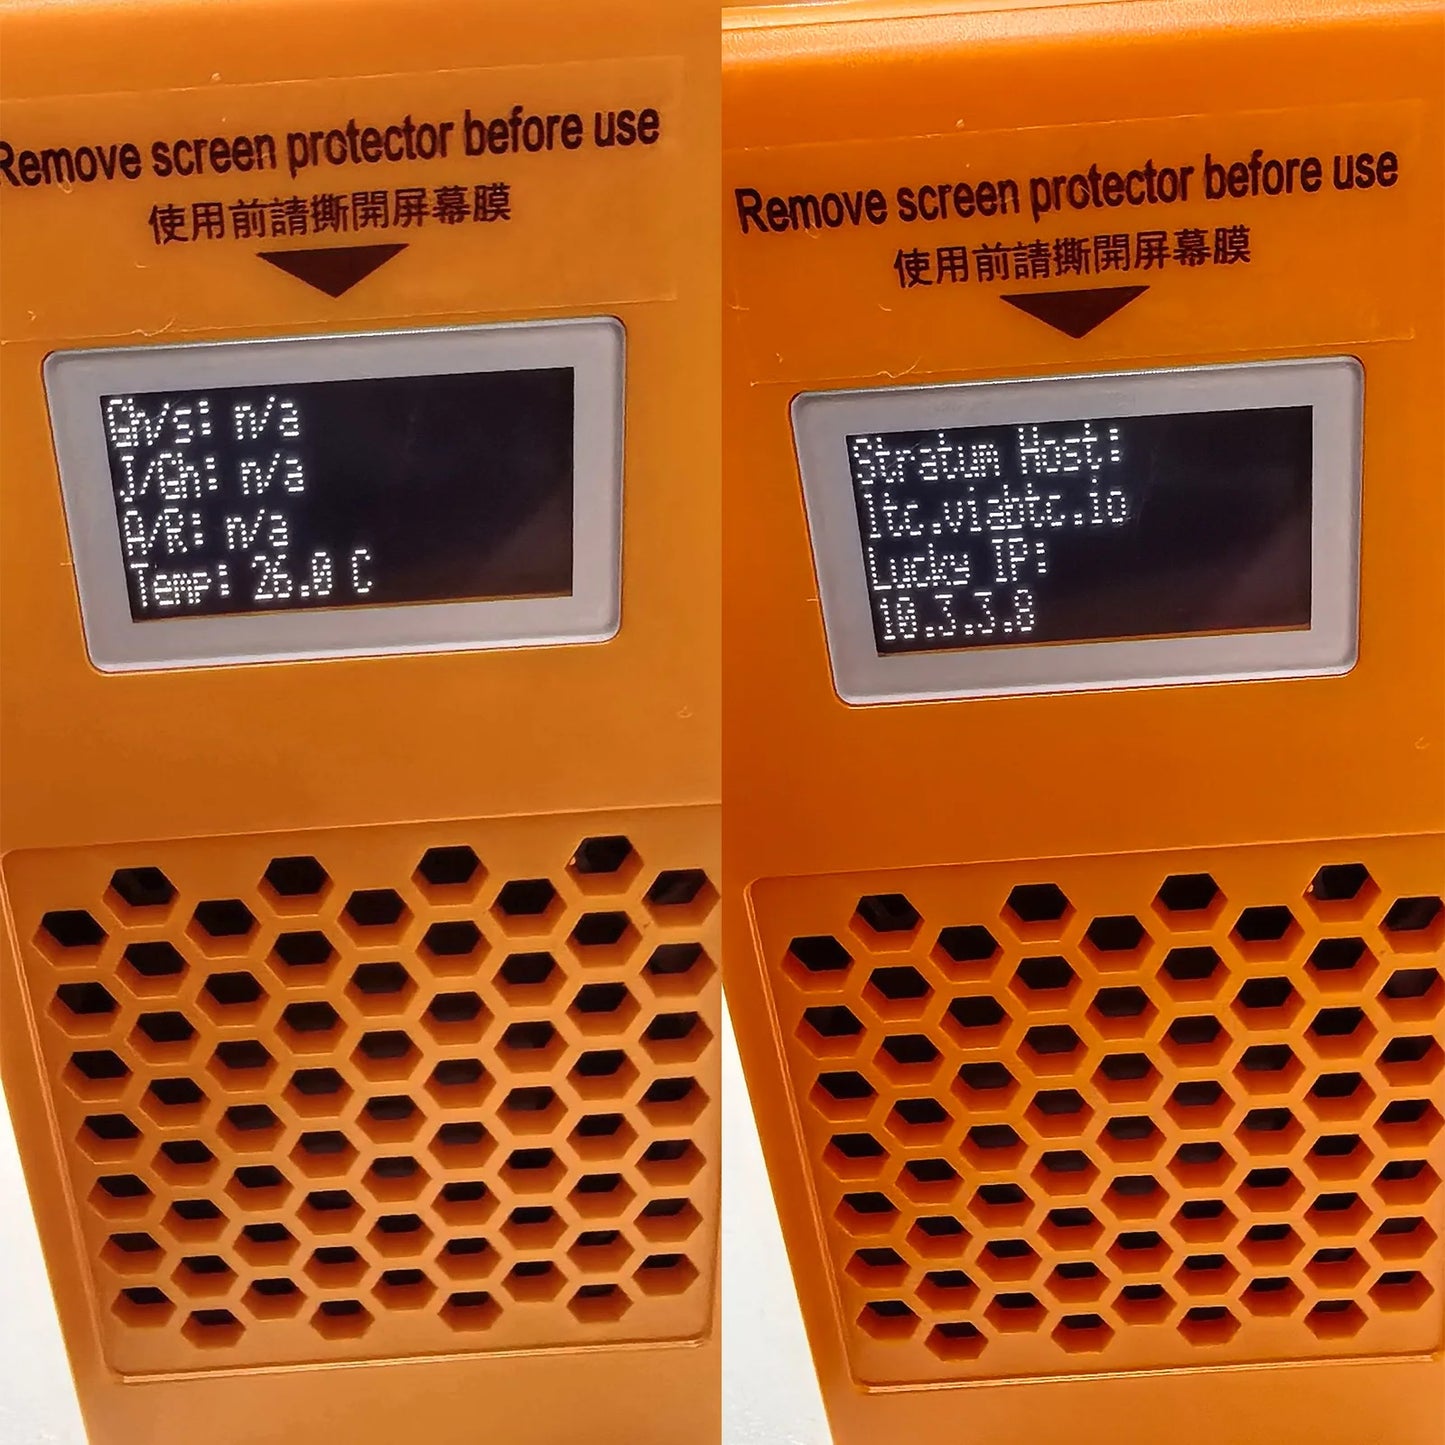 Remove screen protector before use
使用前請撕開屏幕膜
Gh/s: n/a
J/Gh: n/a
A/R: n/a
Temp: 26.0 C
Remove screen protector before use
使用前請撕開屏幕膜
Stratum Host:
ltc.viabtc.io
Lucky IP:
10.3.3.8